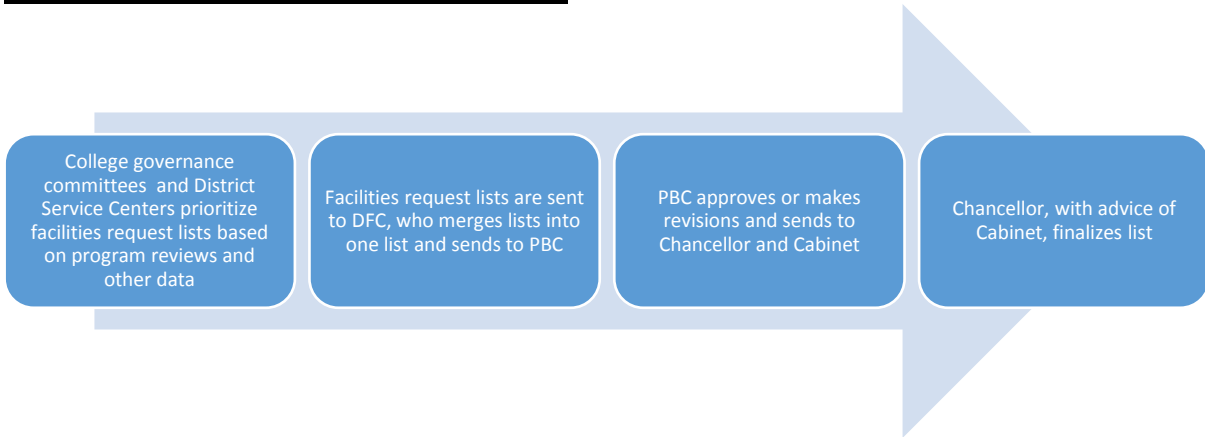 College governance
committees and District
Service Centers prioritize
facilities request lists based
on program reviews and
other data
Facilities request lists are sent
to DFC, who merges lists into
one list and sends to PBC
PBC approves or makes
revisions and sends to
Chancellor and Cabinet
Chancellor, with advice of
Cabinet, finalizes list